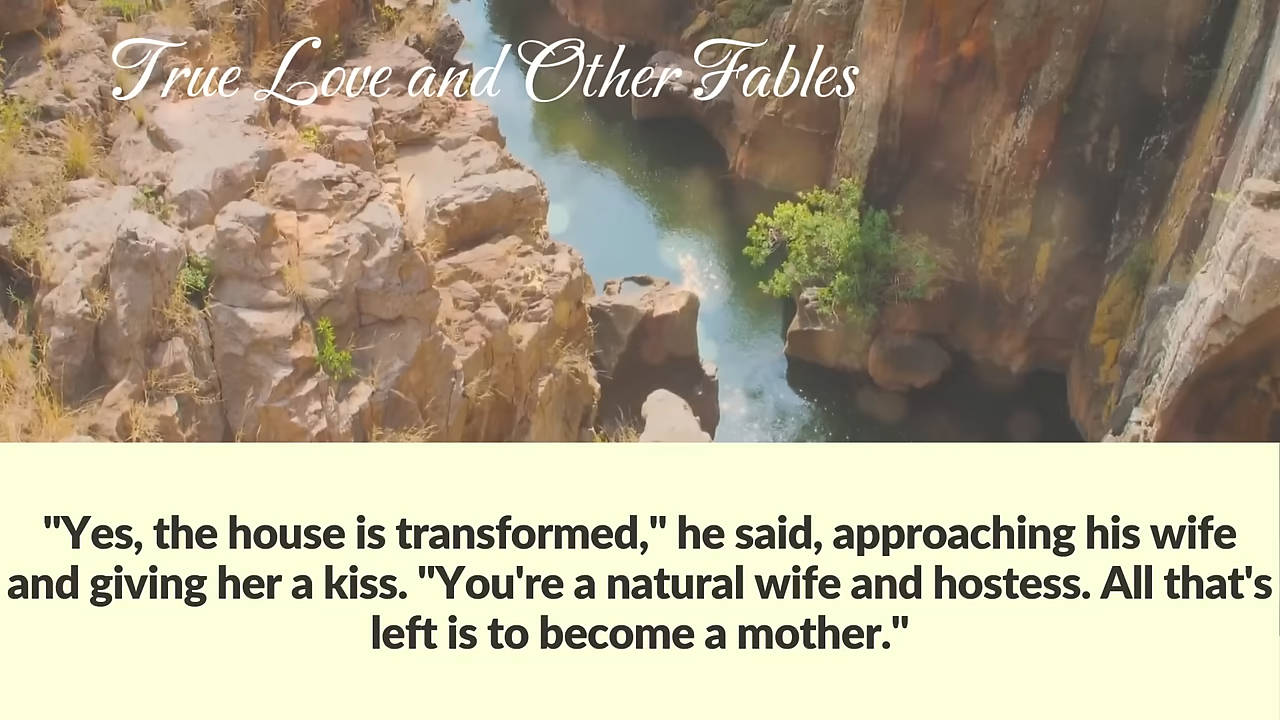 True Love and Other Fables
"Yes, the house is transformed," he said, approaching his wife
and giving her a kiss. "You're a natural wife and hostess. All that's
left is to become a mother."